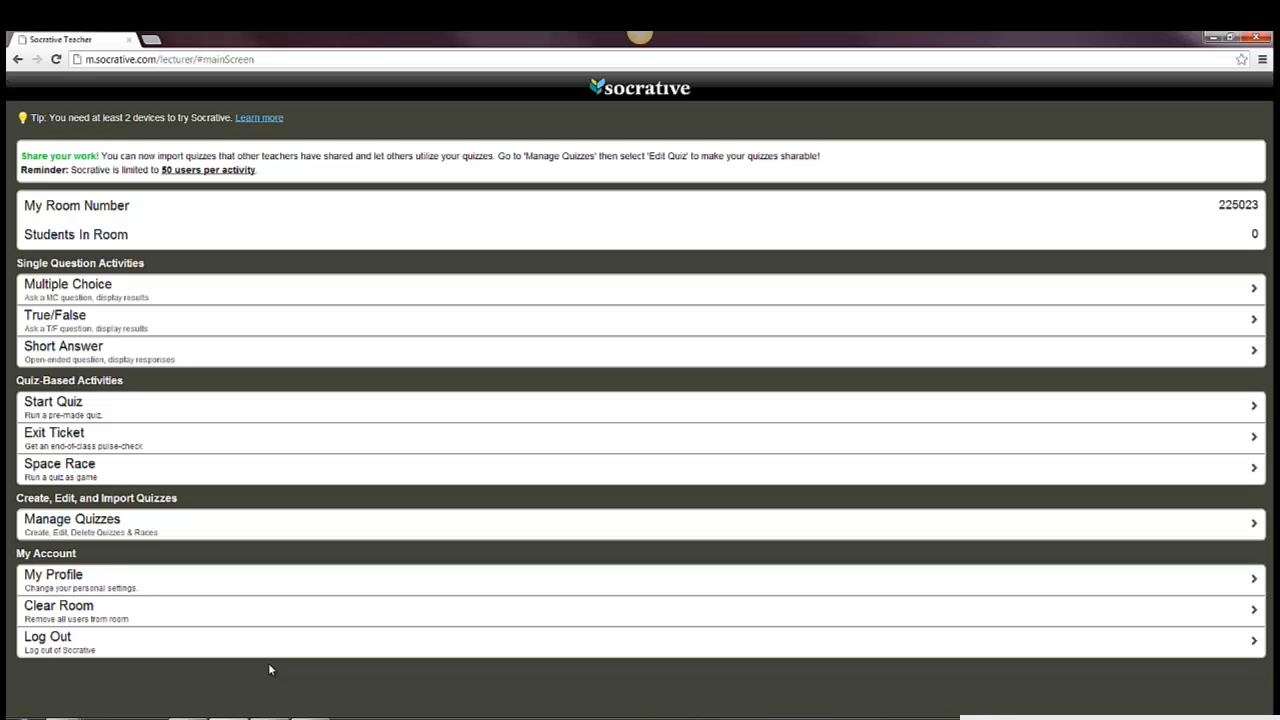 Socrative Teacher
m.socrative.com/lecturer/#mainScreen
socrative
Tip: You need at least 2 devices to try Socrative. Learn more
Share your work! You can now import quizzes that other teachers have shared and let others utilize your quizzes. Go to 'Manage Quizzes' then select 'Edit Quiz' to make your quizzes sharable!
Reminder: Socrative is limited to 50 users per activity.
My Room Number 225023
Students In Room 0
Single Question Activities
Multiple Choice
Ask a MC question, display results
True/False
Ask a T/F question, display results
Short Answer
Open-ended question, display responses
Quiz-Based Activities
Start Quiz
Run a pre-made quiz.
Exit Ticket
Get an end-of-class pulse-check
Space Race
Run a quiz as game
Create, Edit, and Import Quizzes
Manage Quizzes
Create, Edit, Delete Quizzes & Races
My Account
My Profile
Change your personal settings.
Clear Room
Remove all users from room
Log Out
Log out of Socrative